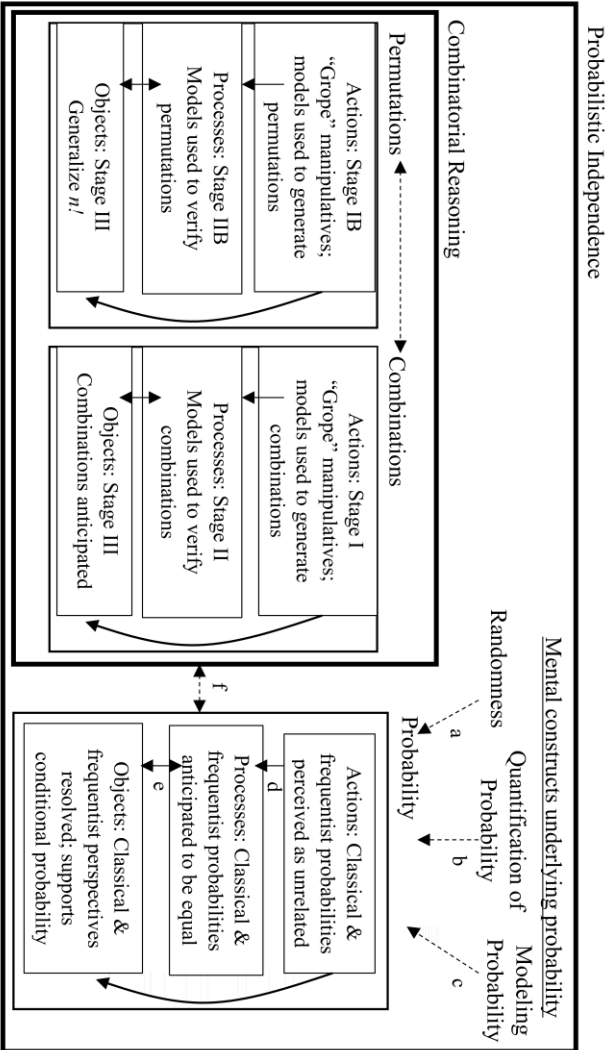 Probabilistic Independence
Combinatorial Reasoning
Permutations
Combinations
Actions: Stage IB
“Grope” manipulatives;
models used to generate
permutations
Processes: Stage IIB
Models used to verify
permutations
Objects: Stage III
Generalize n!
Actions: Stage I
“Grope” manipulatives;
models used to generate
combinations
Processes: Stage II
Models used to verify
combinations
Objects: Stage III
Combinations anticipated
f
Mental constructs underlying probability
Randomness
Quantification of
Probability
Modeling
Probability
a
b
c
Probability
Actions: Classical &
frequentist probabilities
perceived as unrelated
d
Processes: Classical &
frequentist probabilities
anticipated to be equal
e
Objects: Classical &
frequentist perspectives
resolved; supports
conditional probability